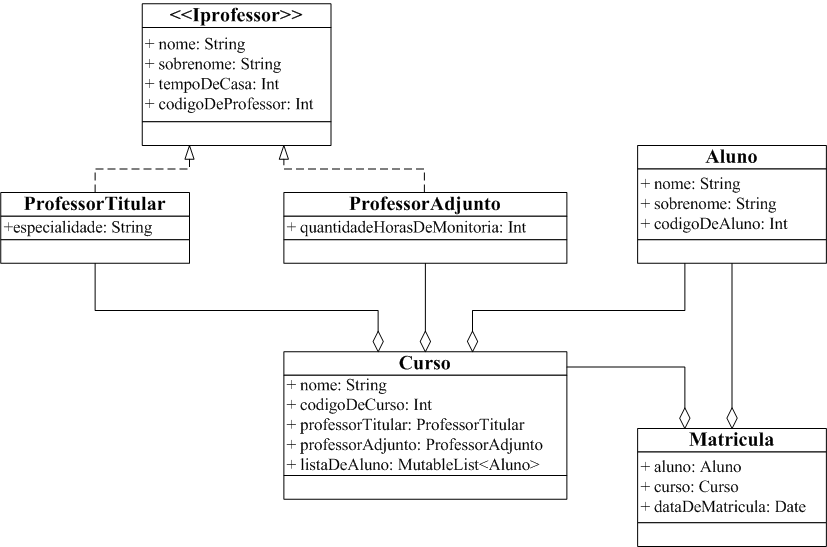 <<Iprofessor>>
+ nome: String
+ sobrenome: String
+ tempoDeCasa: Int
+ codigoDeProfessor: Int
ProfessorTitular
+especialidade: String
ProfessorAdjunto
+ quantidadeHorasDeMonitoria: Int
Aluno
+ nome: String
+ sobrenome: String
+ codigoDeAluno: Int
Curso
+ nome: String
+ codigoDeCurso: Int
+ professorTitular: ProfessorTitular
+ professorAdjunto: ProfessorAdjunto
+ listaDeAluno: MutableList<Aluno>
Matricula
+ aluno: Aluno
+ curso: Curso
+ dataDeMatricula: Date